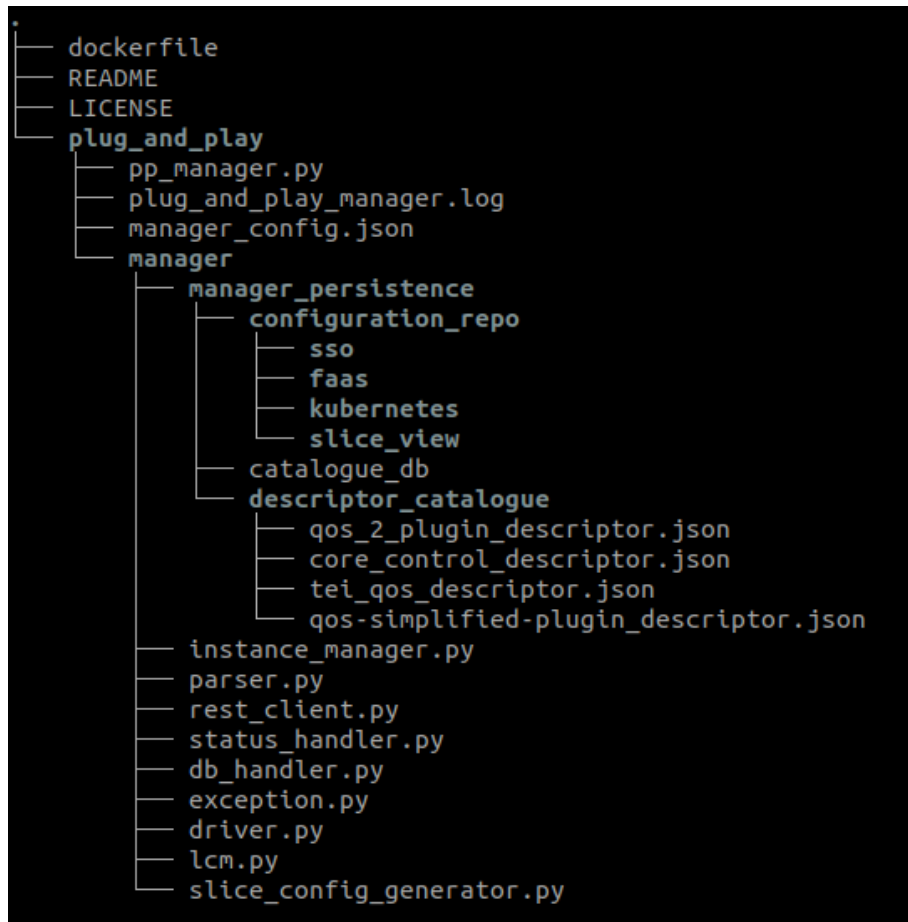 .
dockerfile
README
LICENSE
plug_and_play
pp_manager.py
plug_and_play_manager.log
manager_config.json
manager
manager_persistence
configuration_repo
sso
faas
kubernetes
slice_view
catalogue_db
descriptor_catalogue
qos_2_plugin_descriptor.json
core_control_descriptor.json
tei_qos_descriptor.json
qos-simplified-plugin_descriptor.json
instance_manager.py
parser.py
rest_client.py
status_handler.py
db_handler.py
exception.py
driver.py
lcm.py
slice_config_generator.py